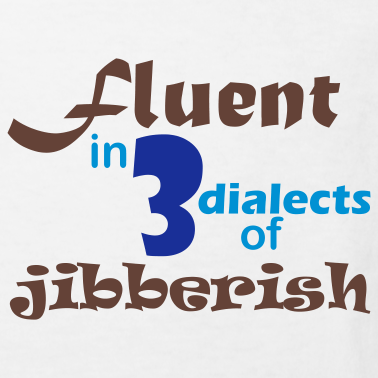 Fluent
in 3 dialects
of
jibberish